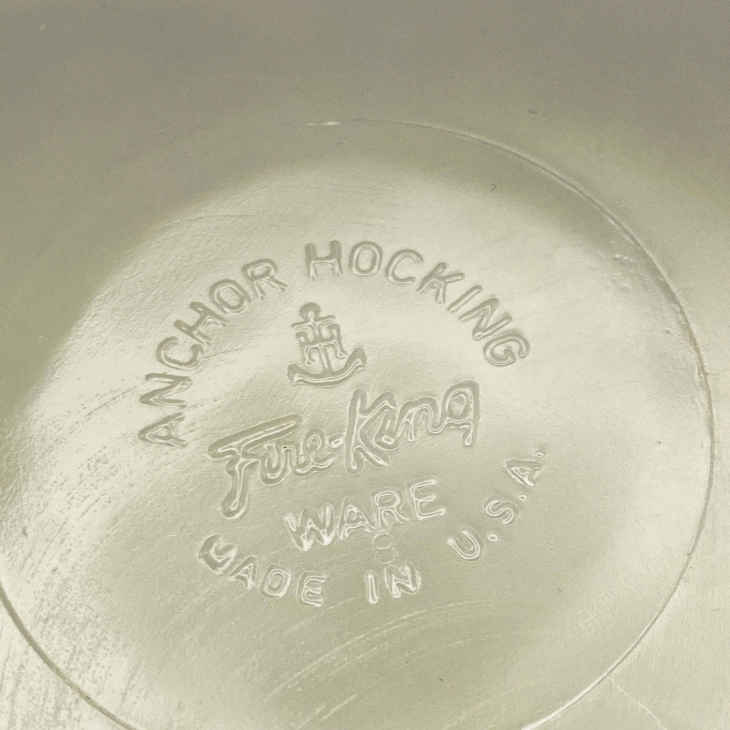 ANCHOR HOCKING
Fire-King
WARE
MADE IN U.S.A.